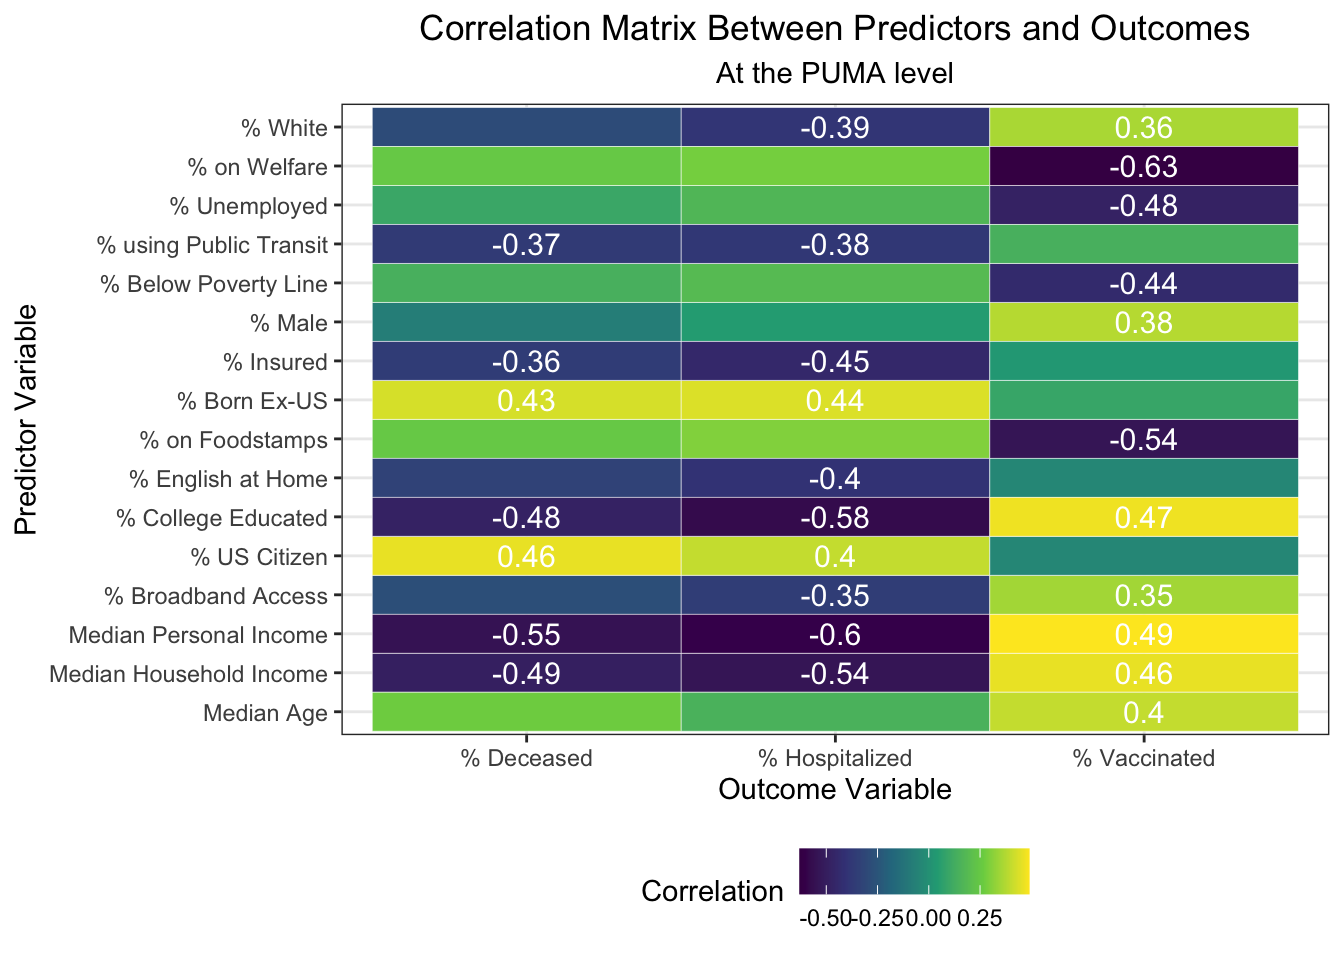 Correlation Matrix Between Predictors and Outcomes
At the PUMA level
Predictor Variable
% White -0.39 0.36
% on Welfare -0.63
% Unemployed -0.48
% using Public Transit -0.37 -0.38
% Below Poverty Line -0.44
% Male 0.38
% Insured -0.36 -0.45
% Born Ex-US 0.43 0.44
% on Foodstamps -0.54
% English at Home -0.4
% College Educated -0.48 -0.58 0.47
% US Citizen 0.46 0.4
% Broadband Access -0.35 0.35
Median Personal Income -0.55 -0.6 0.49
Median Household Income -0.49 -0.54 0.46
Median Age 0.4
% Deceased % Hospitalized % Vaccinated
Outcome Variable
Correlation
-0.50 -0.25 0.00 0.25